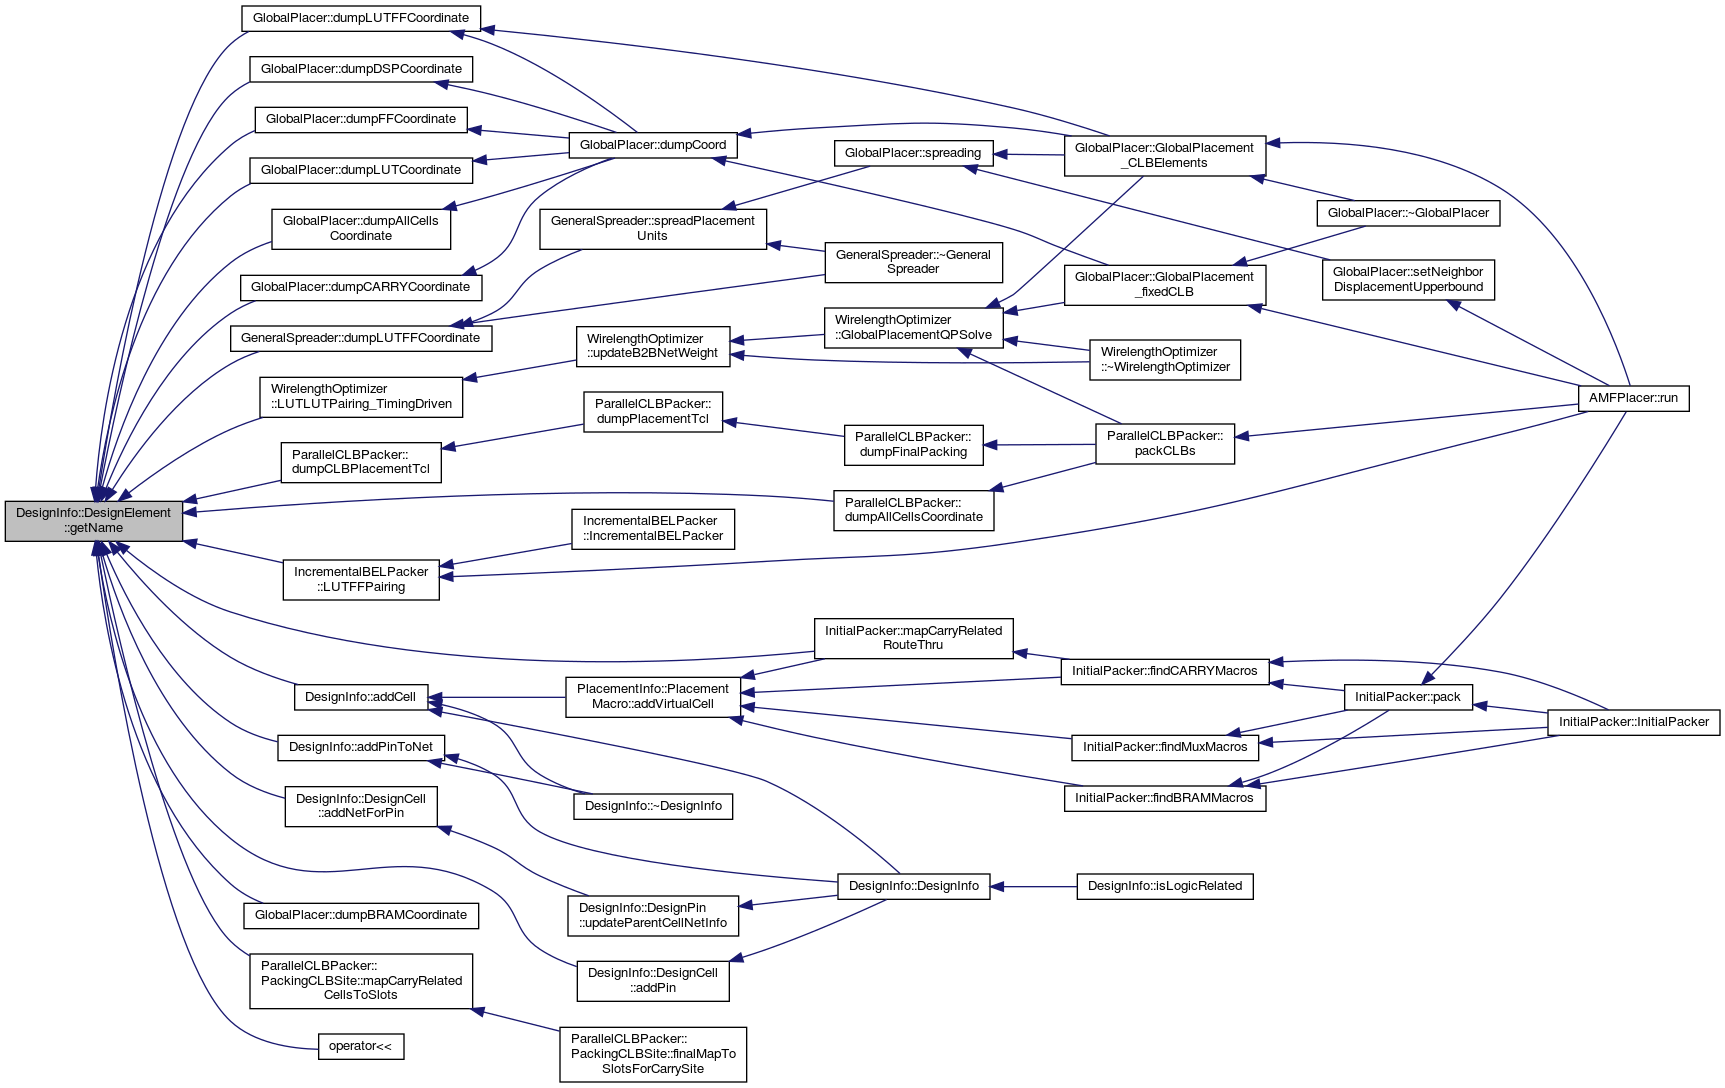 GlobalPlacer::dumpLUTFFCoordinate
GlobalPlacer::dumpDSPCoordinate
GlobalPlacer::dumpFFCoordinate
GlobalPlacer::dumpLUTCoordinate
GlobalPlacer::dumpAllCells
Coordinate
GlobalPlacer::dumpCARRYCoordinate
GeneralSpreader::dumpLUTFFCoordinate
WirelengthOptimizer
::LUTLUTPairing_TimingDriven
ParallelCLBPacker::
dumpCLBPlacementTcl
DesignInfo::DesignElement
::getName
IncrementalBELPacker
::LUTFFPairing
DesignInfo::addCell
DesignInfo::addPinToNet
DesignInfo::DesignCell
::addNetForPin
GlobalPlacer::dumpBRAMCoordinate
ParallelCLBPacker::
PackingCLBSite::mapCarryRelated
CellsToSlots
operator<<
GlobalPlacer::dumpCoord
GeneralSpreader::spreadPlacement
Units
WirelengthOptimizer
::updateB2BNetWeight
ParallelCLBPacker::
dumpPlacementTcl
IncrementalBELPacker
::IncrementalBELPacker
PlacementInfo::Placement
Macro::addVirtualCell
DesignInfo::~DesignInfo
DesignInfo::DesignPin
::updateParentCellNetInfo
DesignInfo::DesignCell
::addPin
ParallelCLBPacker::
PackingCLBSite::finalMapTo
SlotsForCarrySite
GlobalPlacer::spreading
GeneralSpreader::~General
Spreader
WirelengthOptimizer
::GlobalPlacementQPSolve
ParallelCLBPacker::
dumpFinalPacking
ParallelCLBPacker::
dumpAllCellsCoordinate
InitialPacker::mapCarryRelated
RouteThru
DesignInfo::DesignInfo
GlobalPlacer::GlobalPlacement
_CLBElements
GlobalPlacer::GlobalPlacement
_fixedCLB
WirelengthOptimizer
::~WirelengthOptimizer
ParallelCLBPacker::
packCLBs
InitialPacker::findCARRYMacros
InitialPacker::findMuxMacros
InitialPacker::findBRAMMacros
DesignInfo::isLogicRelated
GlobalPlacer::~GlobalPlacer
GlobalPlacer::setNeighbor
DisplacementUpperbound
InitialPacker::pack
AMFPlacer::run
InitialPacker::InitialPacker